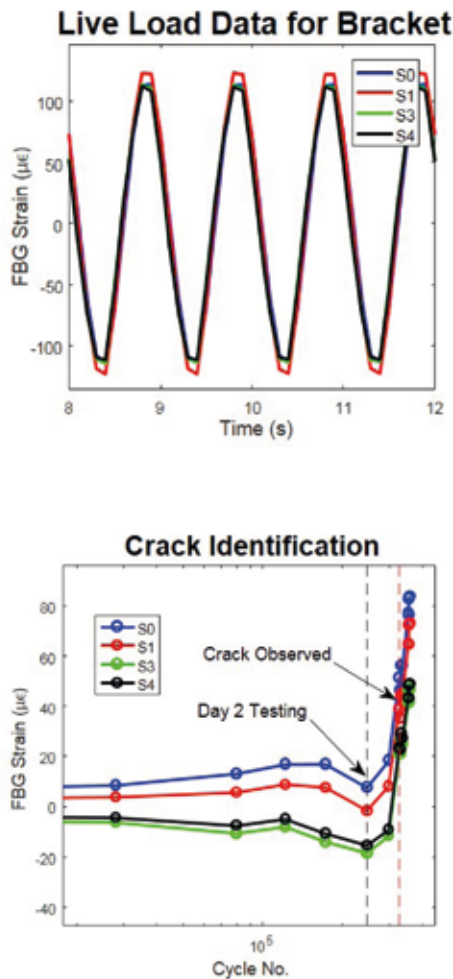 Live Load Data for Bracket
FBG Strain (με)
100
50
0
-50
-100
S0
S1
S3
S4
8
9
10
11
12
Time (s)
Crack Identification
FBG Strain (με)
80
60
40
20
0
-20
-40
S0
S1
S3
S4
Crack Observed
Day 2 Testing
10⁵
Cycle No.